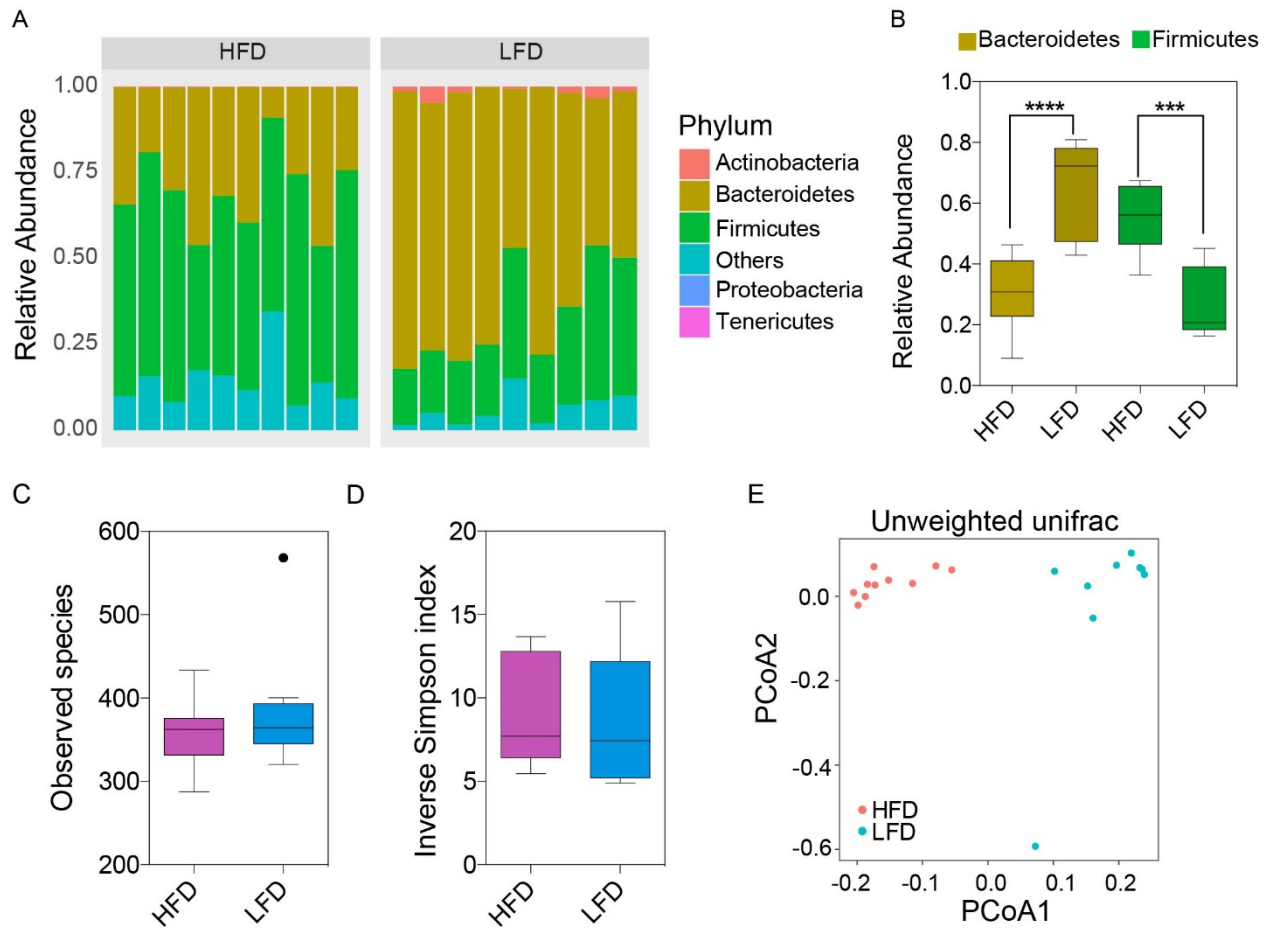 A
HFD
LFD
Relative Abundance
1.00
0.75
0.50
0.25
0.00
Phylum
Actinobacteria
Bacteroidetes
Firmicutes
Others
Proteobacteria
Tenericutes
B
Bacteroidetes Firmicutes
Relative Abundance
1.0
0.8
0.6
0.4
0.2
0.0
**** ***
HFD LFD HFD LFD
C
Observed species
600
500
400
300
200
HFD LFD
D
Inverse Simpson index
20
15
10
5
0
HFD LFD
E
Unweighted unifrac
PCoA2
0.0
-0.2
-0.4
-0.6
HFD
LFD
-0.2 -0.1 0.0 0.1 0.2
PCoA1